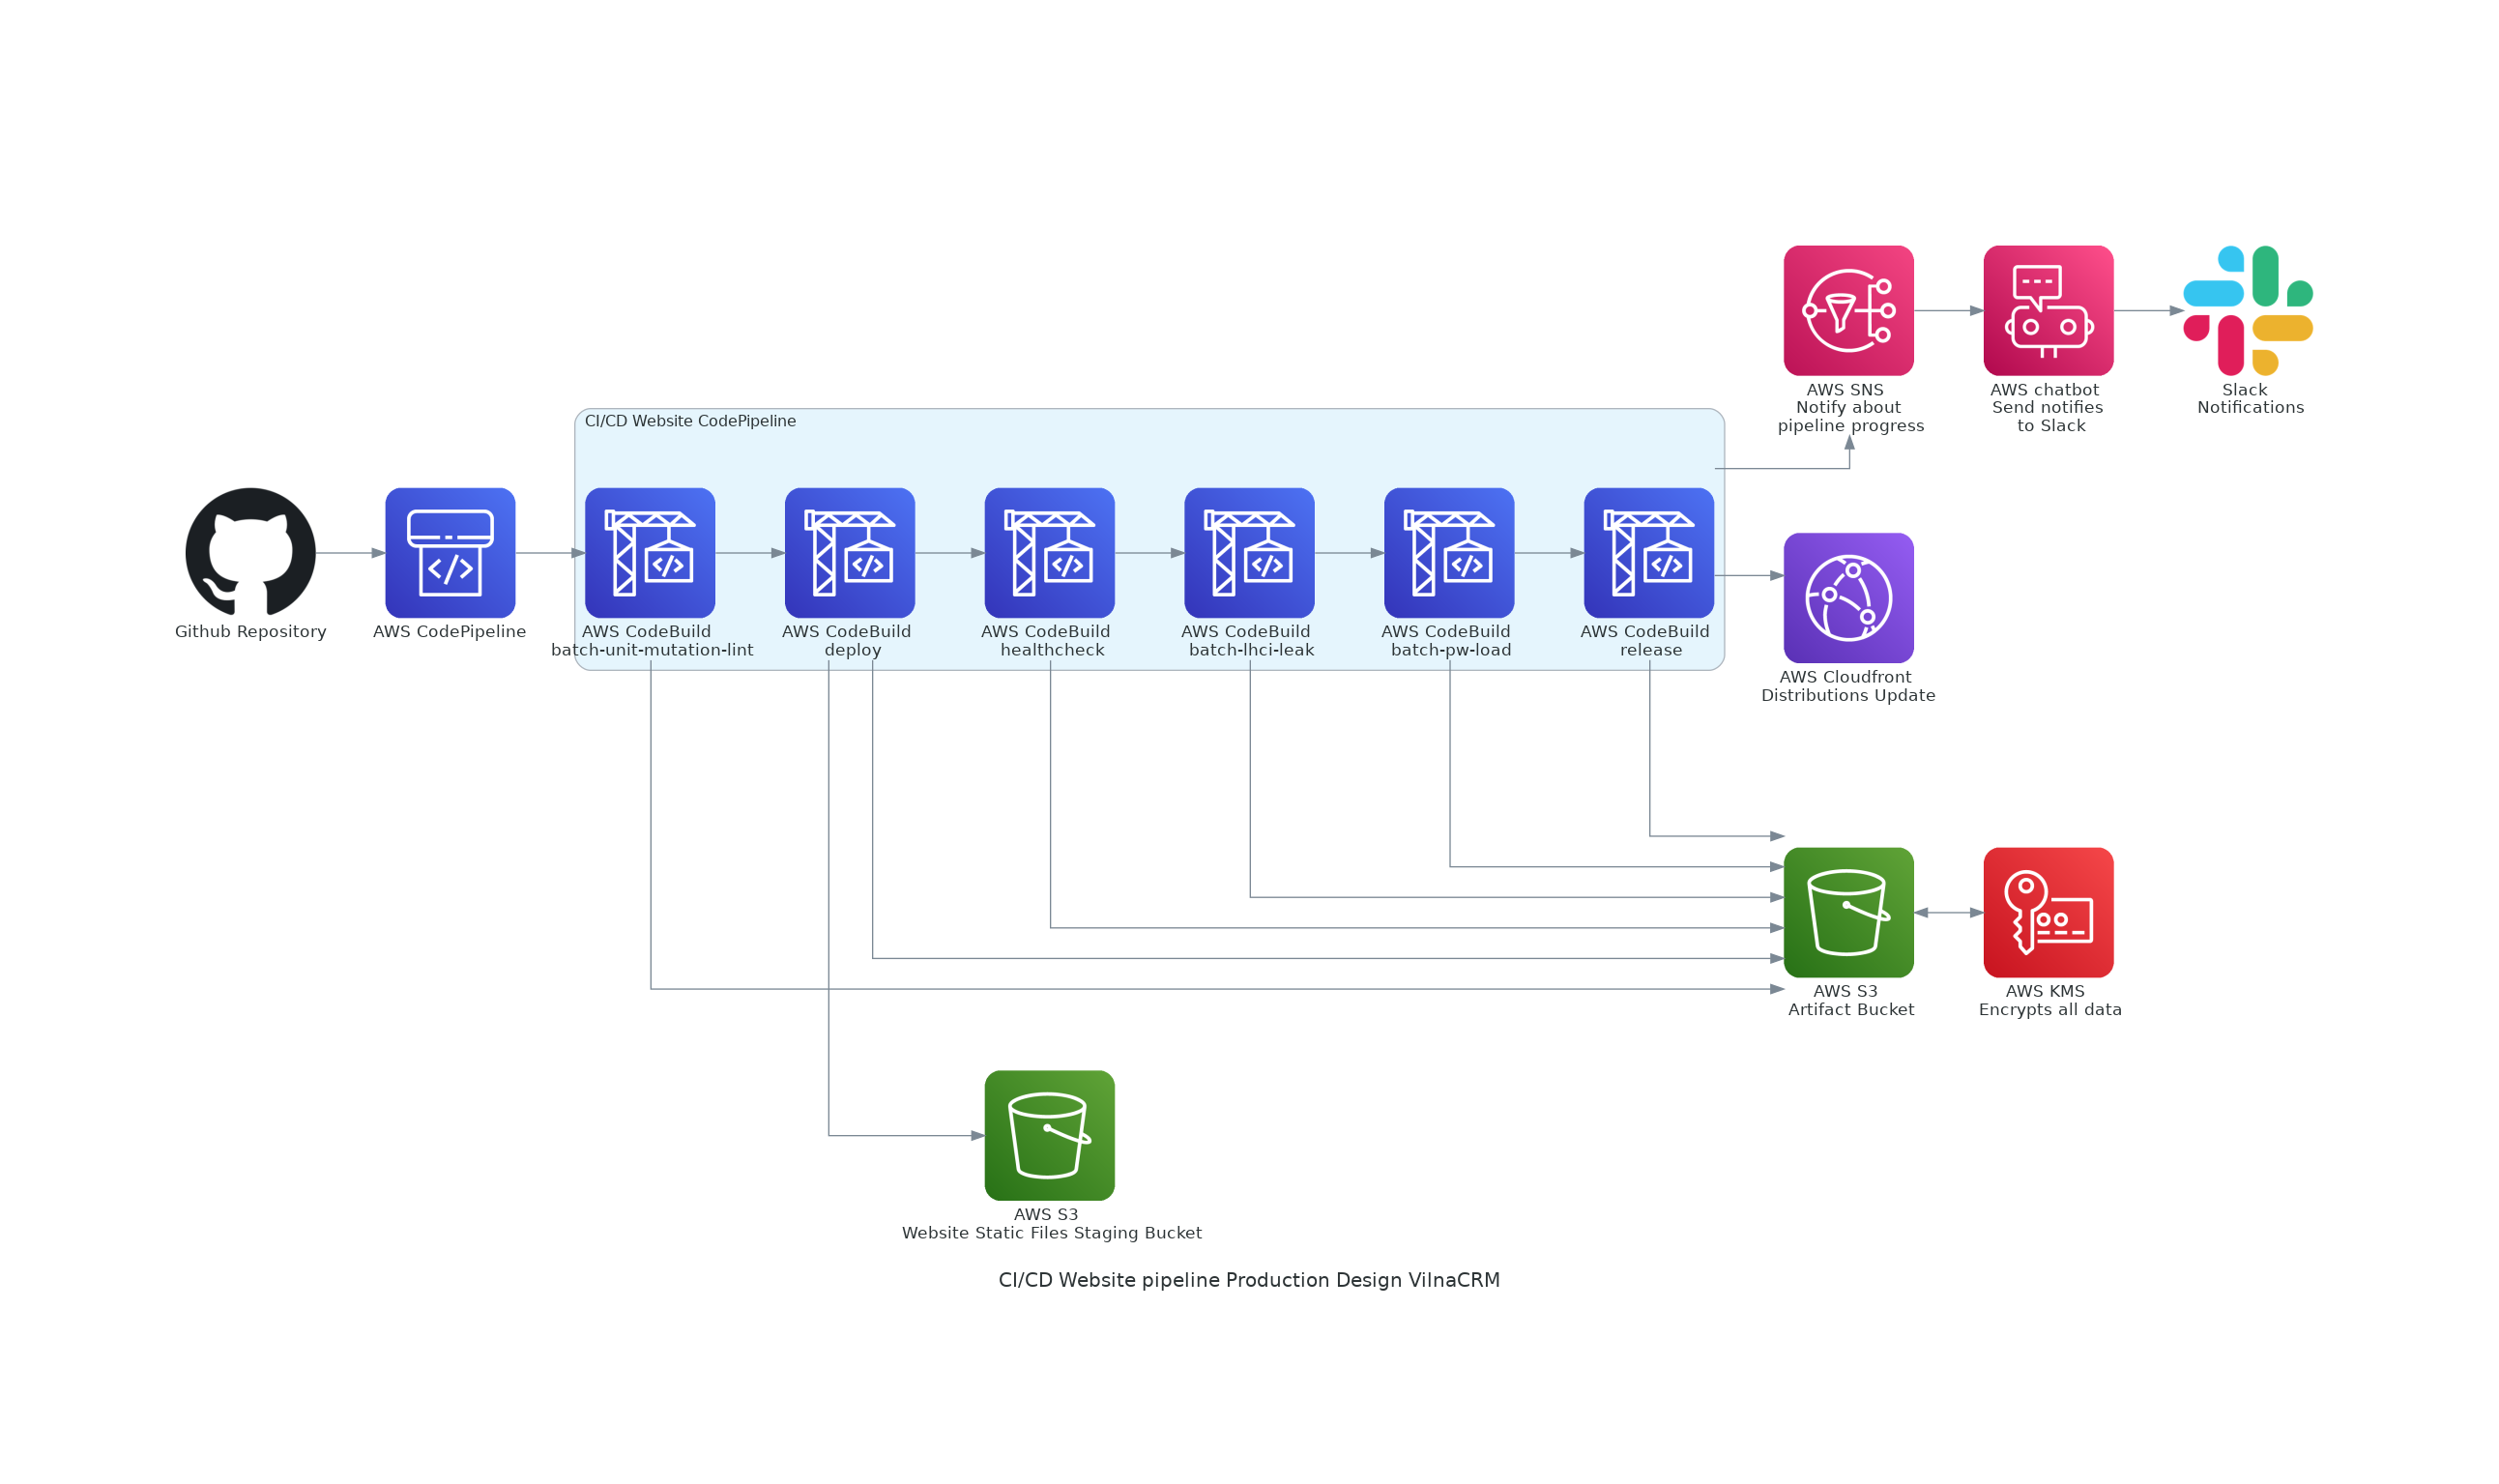 AWS SNS
Notify about
pipeline progress
AWS chatbot
Send notifies
to Slack
Slack
Notifications
CI/CD Website CodePipeline
Github Repository
AWS CodePipeline
AWS CodeBuild
batch-unit-mutation-lint
AWS CodeBuild
deploy
AWS CodeBuild
healthcheck
AWS CodeBuild
batch-lhci-leak
AWS CodeBuild
batch-pw-load
AWS CodeBuild
release
AWS Cloudfront
Distributions Update
AWS S3
Artifact Bucket
AWS KMS
Encrypts all data
AWS S3
Website Static Files Staging Bucket
CI/CD Website pipeline Production Design VilnaCRM